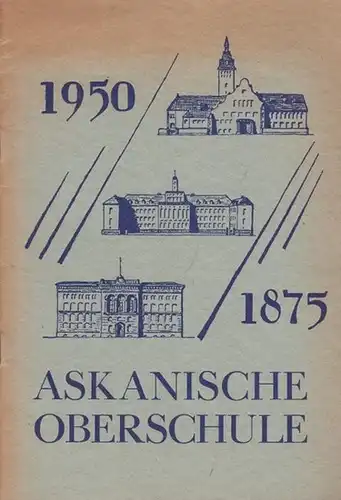 1950
1875
ASKANISCHE
OBERSCHULE